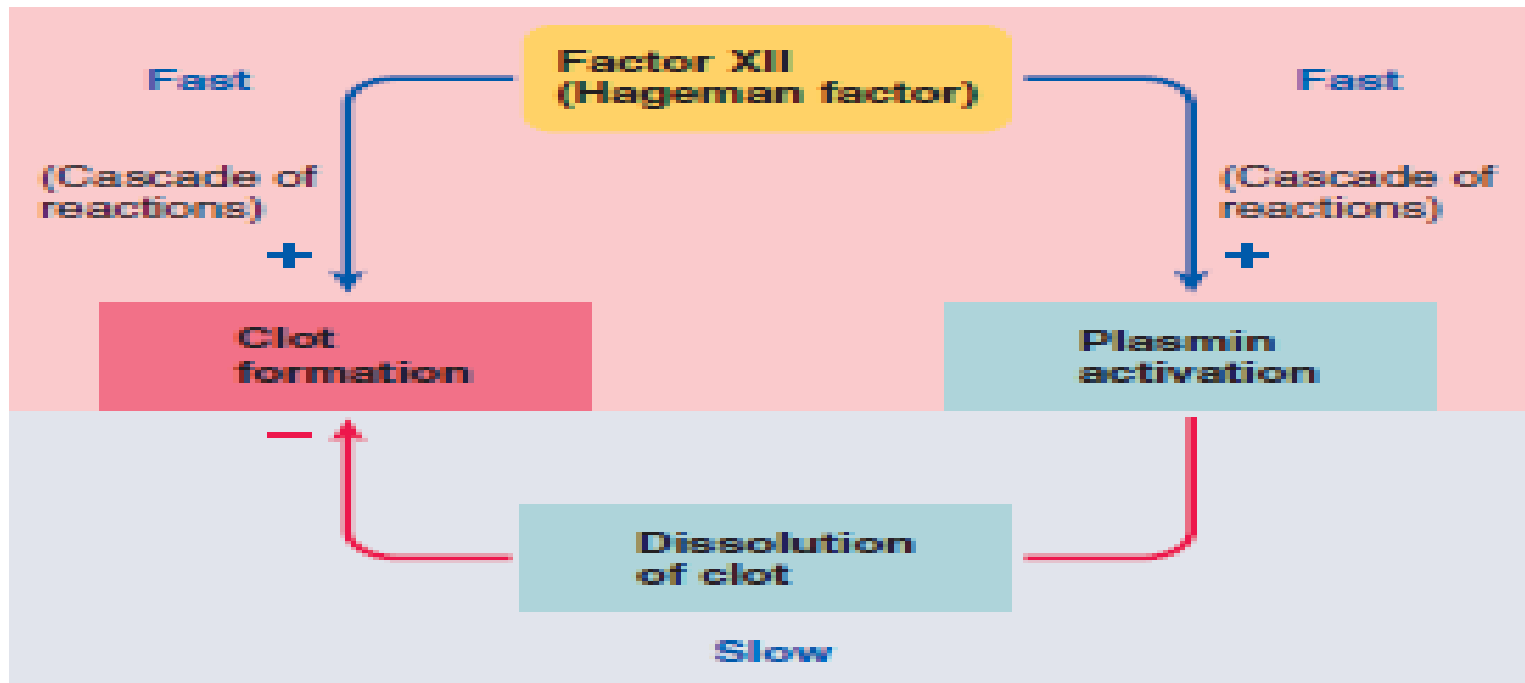 Factor XII
(Hageman factor)
Fast
Fast
(Cascade of
reactions)
(Cascade of
reactions)
+
+
Clot
formation
Plasmin
activation
−
Dissolution
of clot
Slow